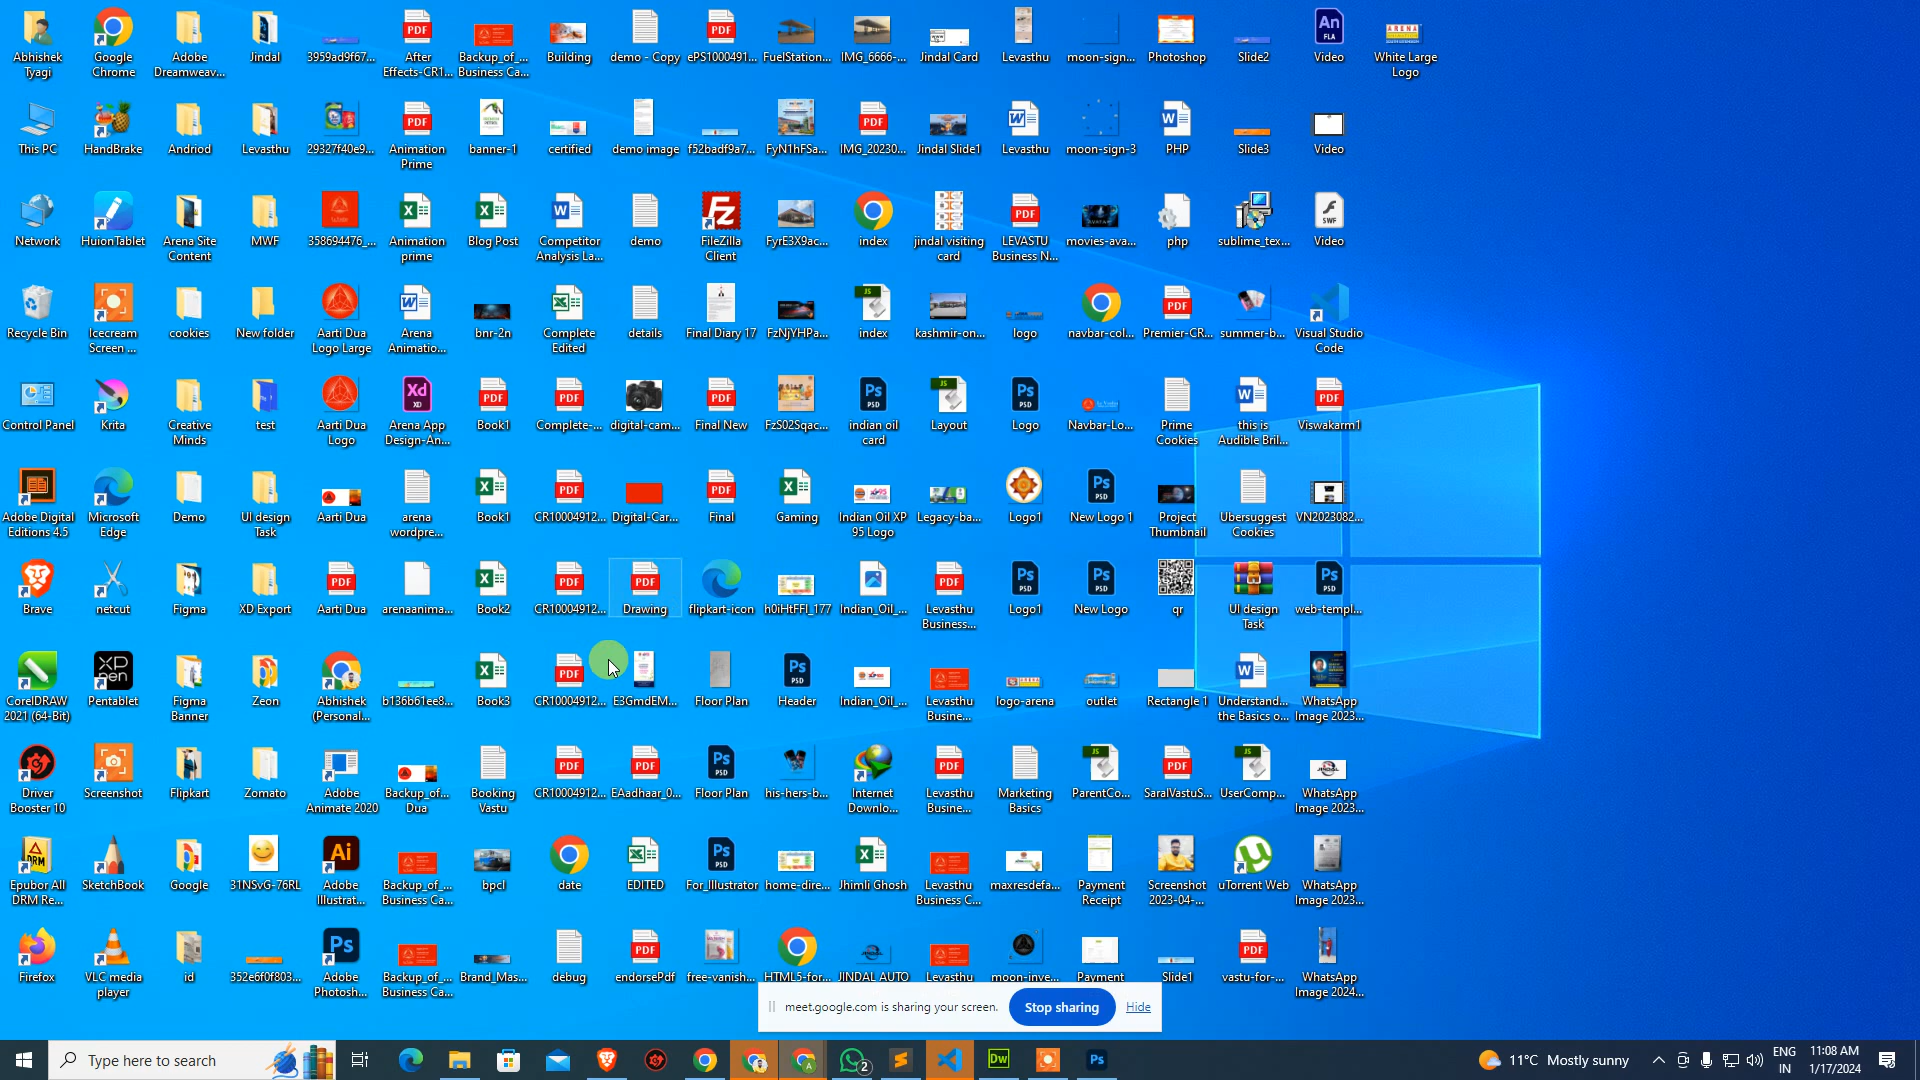 Abhishek Tyagi
Google Chrome
Adobe Dreamweav...
Jindal
3959ad9f67...
After Effects-CR1...
Backup_of_... Business Ca...
Building
demo - Copy
ePS1000491...
FuelStation...
IMG_6666-...
Jindal Card
Levasthu
moon-sign...
Photoshop
Slide2
Video
White Large Logo
This PC
HandBrake
Andriod
Levasthu
29327f40e9...
Animation Prime
banner-1
certified
demo image
f52badf9a7...
FyN1hFSa...
IMG_20230...
Jindal Slide1
Levasthu
moon-sign-3
PHP
Slide3
Video
Network
HuionTablet
Arena Site Content
MWF
358694476_...
Animation prime
Blog Post
Competitor Analysis La...
demo
FileZilla Client
FyrE3X9ac...
index
jindal visiting card
LEVASTU Business N...
movies-ava...
php
sublime_tex...
Video
Recycle Bin
Icecream Screen ...
cookies
New folder
Aarti Dua Logo Large
Arena Animatio...
bnr-2n
Complete Edited
details
Final Diary 17
FzNjYHPa...
index
kashmir-on...
logo
navbar-col...
Premier-CR...
summer-b...
Visual Studio Code
Control Panel
Krita
Creative Minds
test
Aarti Dua Logo
Arena App Design-An...
Book1
Complete-...
digital-cam...
Final New
FzS02Sqac...
indian oil card
Layout
Logo
Navbar-Lo...
Prime Cookies
this is Audible Bril...
Viswakarm1
Adobe Digital Editions 4.5
Microsoft Edge
Demo
UI design Task
Aarti Dua
arena wordpre...
Book1
CR10004912...
Digital-Car...
Final
Gaming
Indian Oil XP 95 Logo
Legacy-ba...
Logo1
New Logo 1
Project Thumbnail
Ubersuggest Cookies
VN2023082...
Brave
netcut
Figma
XD Export
Aarti Dua
arenaanima...
Book2
CR10004912...
Drawing
flipkart-icon
h0iHtFFI_177
Indian_Oil_...
Levasthu Business...
Logo1
New Logo
qr
UI design Task
web-templ...
CorelDRAW 2021 (64-Bit)
Pentablet
Figma Banner
Zeon
Abhishek (Personal...
b136b61ee8...
Book3
CR10004912...
E3GmdEM...
Floor Plan
Header
Indian_Oil_...
Levasthu Busine...
logo-arena
outlet
Rectangle 1
Understand... the Basics o...
WhatsApp Image 2023...
Driver Booster 10
Screenshot
Flipkart
Zomato
Adobe Animate 2020
Backup_of_... Dua
Booking Vastu
CR10004912...
EAadhaar_0...
Floor Plan
his-hers-b...
Internet Downlo...
Levasthu Busine...
Marketing Basics
ParentCo...
SaralVastuS...
UserComp...
WhatsApp Image 2023...
Epubor All DRM Re...
SketchBook
Google
31NSvG-76RL
Adobe Illustrat...
Backup_of_... Business Ca...
bpcl
date
EDITED
For_Illustrator
home-dire...
Jhimli Ghosh
Levasthu Business C...
maxresdefa...
Payment Receipt
Screenshot 2023-04-...
uTorrent Web
WhatsApp Image 2023...
Firefox
VLC media player
id
352e6f0f803...
Adobe Photosh...
Backup_of_... Business Ca...
Brand_Mas...
debug
endorsePdf
free-vanish...
HTML5-for...
JINDAL AUTO
Levasthu
moon-inve...
Payment
Slide1
vastu-for-...
WhatsApp Image 2024...
meet.google.com is sharing your screen.
Stop sharing
Hide
Type here to search
2
11°C Mostly sunny
ENG
IN
11:08 AM
1/17/2024